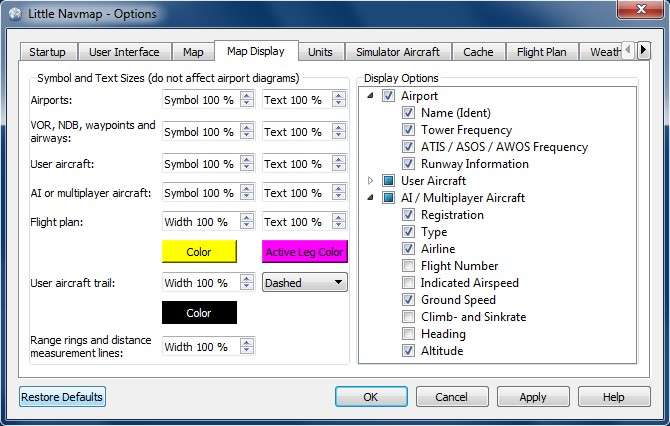 Little Navmap - Options
Startup User Interface Map Map Display Units Simulator Aircraft Cache Flight Plan Weath
Symbol and Text Sizes (do not affect airport diagrams)
Airports: Symbol 100 % Text 100 %
VOR, NDB, waypoints and
airways: Symbol 100 % Text 100 %
User aircraft: Symbol 100 % Text 100 %
AI or multiplayer aircraft: Symbol 100 % Text 100 %
Flight plan: Width 100 % Text 100 %
Color Active Leg Color
User aircraft trail: Width 100 % Dashed
Color
Range rings and distance
measurement lines: Width 100 %
Display Options
Airport
Name (Ident)
Tower Frequency
ATIS / ASOS / AWOS Frequency
Runway Information
User Aircraft
AI / Multiplayer Aircraft
Registration
Type
Airline
Flight Number
Indicated Airspeed
Ground Speed
Climb- and Sinkrate
Heading
Altitude
Restore Defaults OK Cancel Apply Help